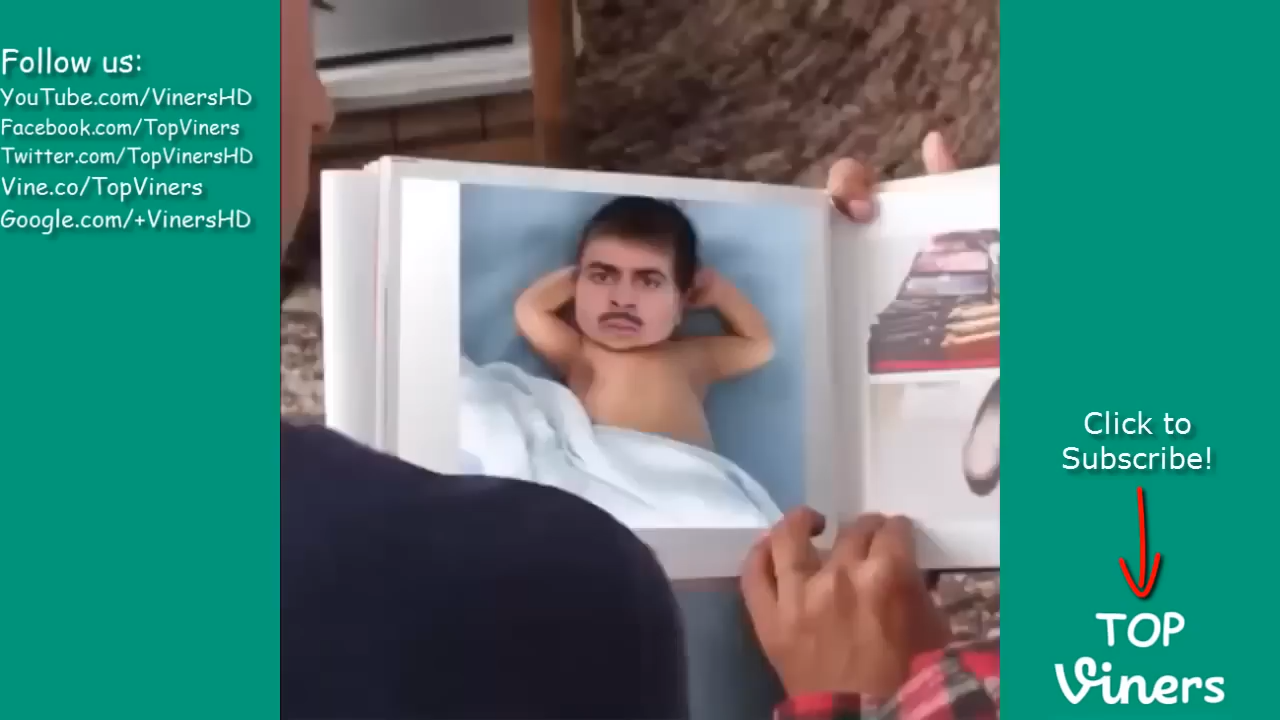 Follow us:
YouTube.com/VinersHD
Facebook.com/TopViners
Twitter.com/TopVinersHD
Vine.co/TopViners
Google.com/+VinersHD
Click to
Subscribe!
TOP
Viners